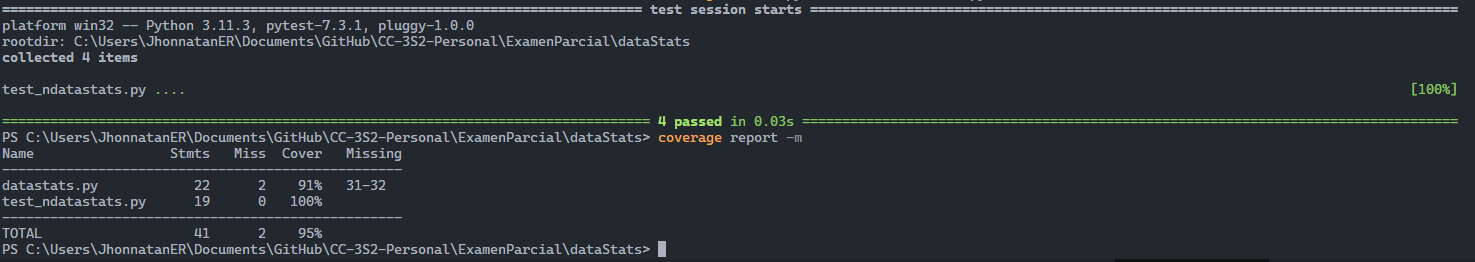 ============================= test session starts =============================
platform win32 -- Python 3.11.3, pytest-7.3.1, pluggy-1.0.0
rootdir: C:\Users\JhonnatanER\Documents\GitHub\CC-3S2-Personal\ExamenParcial\dataStats
collected 4 items
test_ndatastats.py .... [100%]
============================= 4 passed in 0.03s =============================
PS C:\Users\JhonnatanER\Documents\GitHub\CC-3S2-Personal\ExamenParcial\dataStats> coverage report -m
Name Stmts Miss Cover Missing
--------------------------------------------------
datastats.py 22 2 91% 31-32
test_ndatastats.py 19 0 100%
--------------------------------------------------
TOTAL 41 2 95%
PS C:\Users\JhonnatanER\Documents\GitHub\CC-3S2-Personal\ExamenParcial\dataStats>